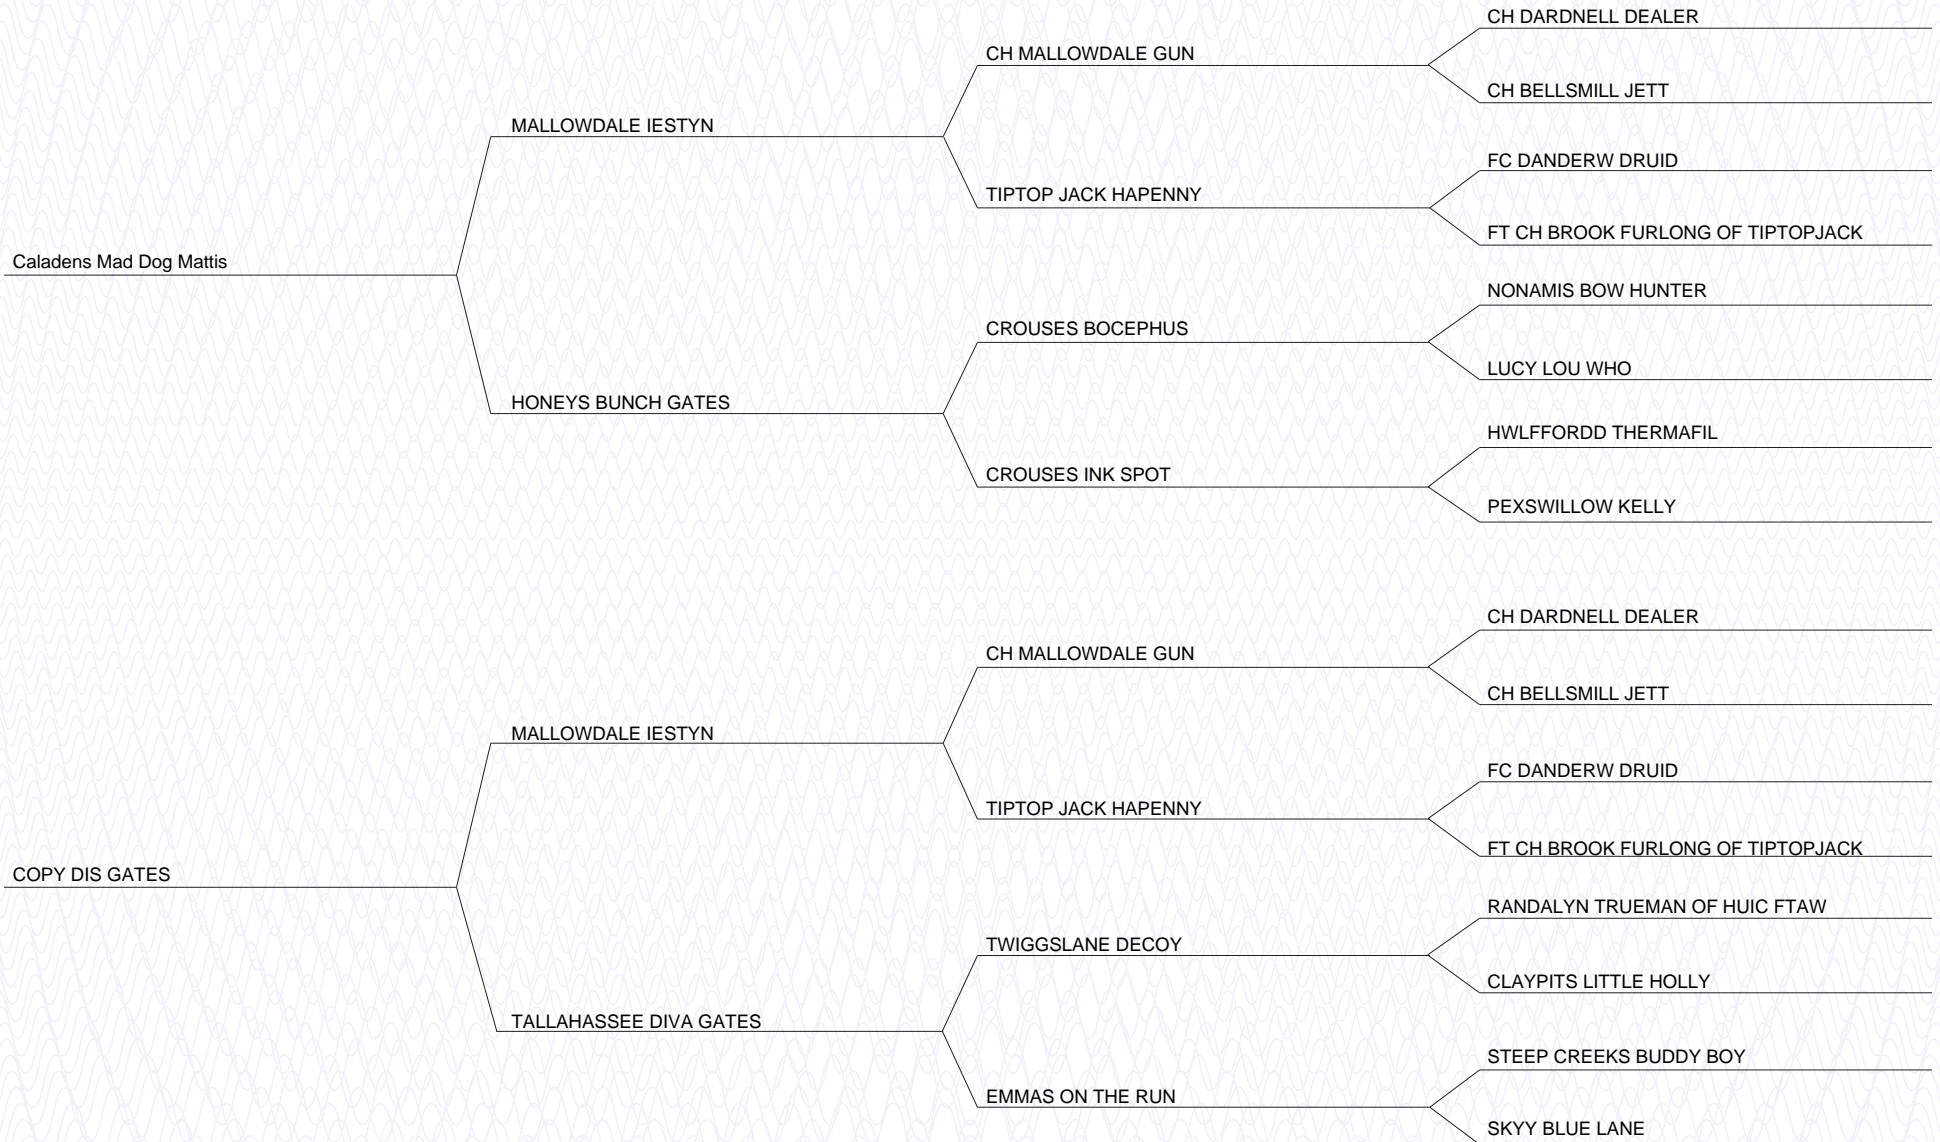 CH DARDNELL DEALER
CH MALLOWDALE GUN
CH BELLSMILL JETT
MALLOWDALE IESTYN
FC DANDERW DRUID
TIPTOP JACK HAPENNY
FT CH BROOK FURLONG OF TIPTOPJACK
Caladens Mad Dog Mattis
NONAMIS BOW HUNTER
CROUSES BOCEPHUS
LUCY LOU WHO
HONEYS BUNCH GATES
HWLFFORDD THERMAFIL
CROUSES INK SPOT
PEXSWILLOW KELLY
CH DARDNELL DEALER
CH MALLOWDALE GUN
CH BELLSMILL JETT
MALLOWDALE IESTYN
FC DANDERW DRUID
TIPTOP JACK HAPENNY
FT CH BROOK FURLONG OF TIPTOPJACK
COPY DIS GATES
RANDALYN TRUEMAN OF HUIC FTAW
TWIGGSLANE DECOY
CLAYPITS LITTLE HOLLY
TALLAHASSEE DIVA GATES
STEEP CREEKS BUDDY BOY
EMMAS ON THE RUN
SKYY BLUE LANE